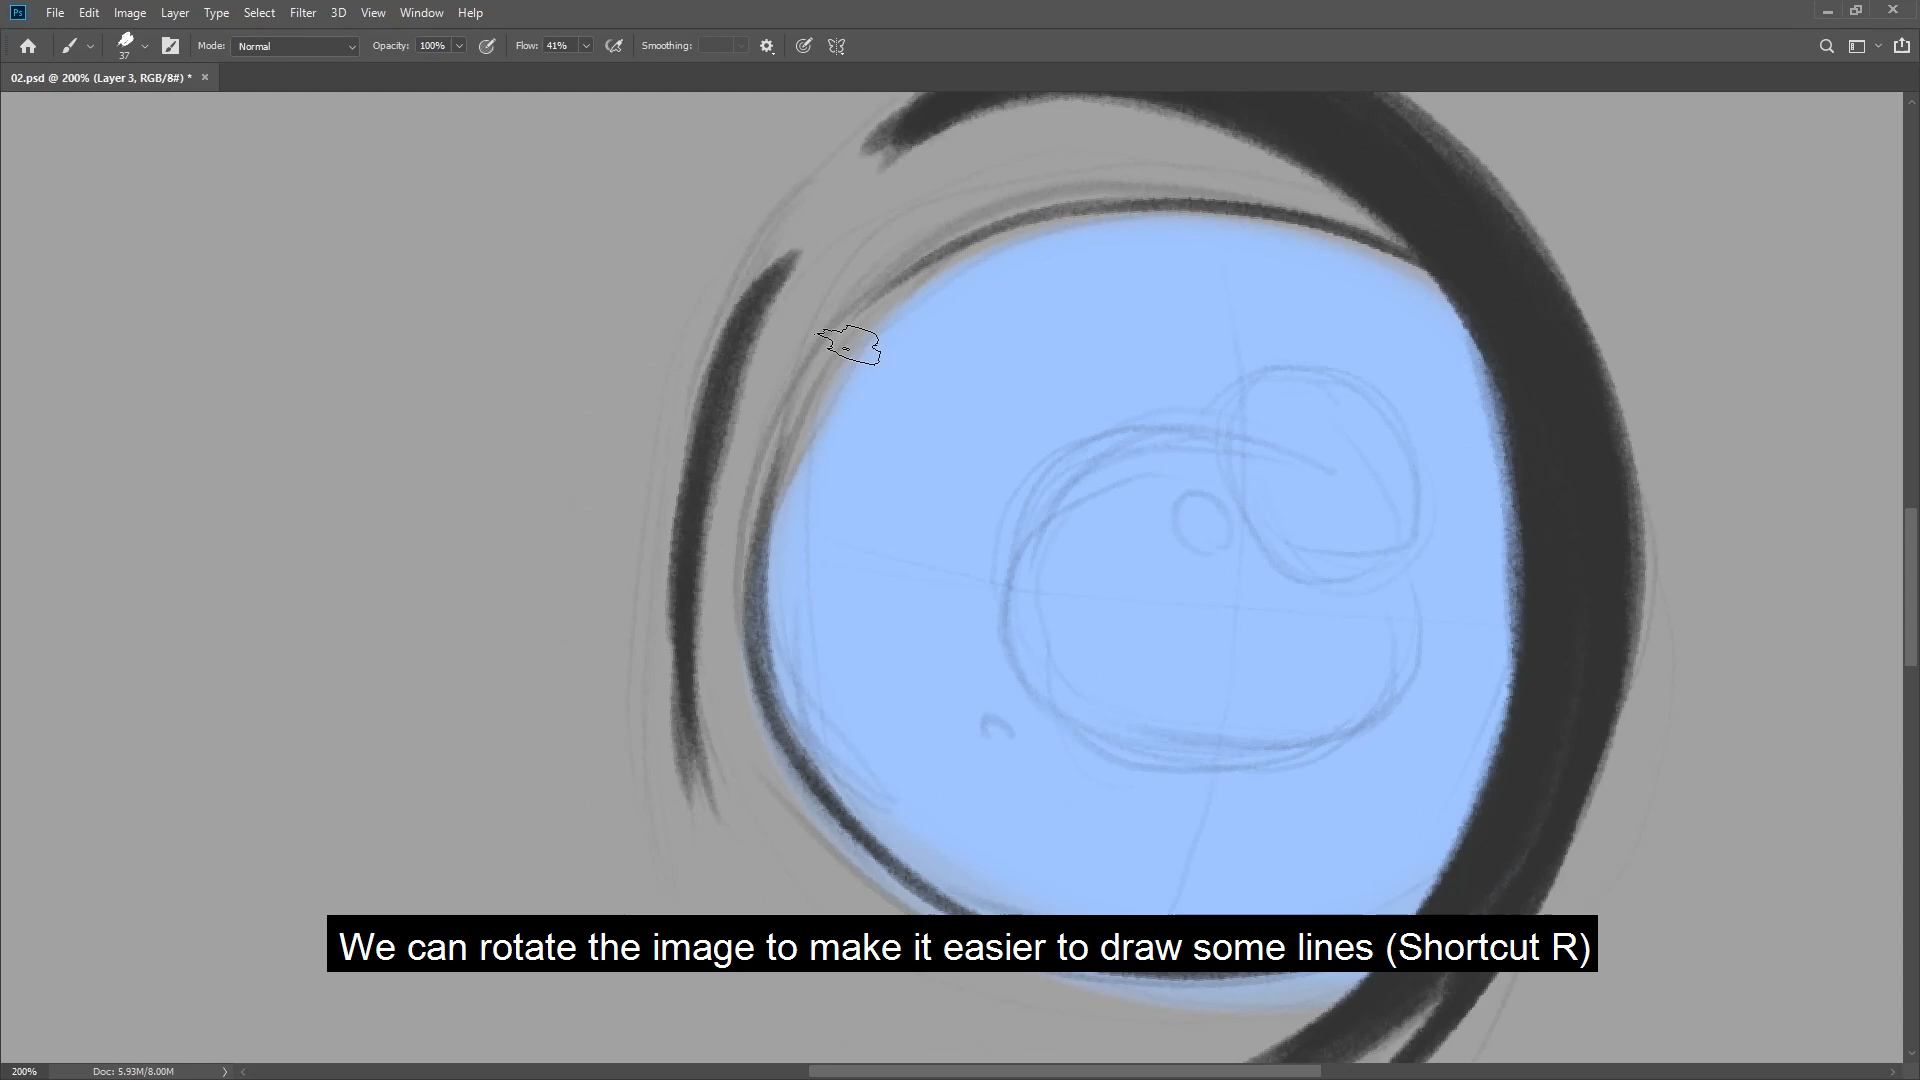 Ps File Edit Image Layer Type Select Filter 3D View Window Help
37 Mode: Normal Opacity: 100% Flow: 41% Smoothing:
02.psd @ 200% (Layer 3, RGB/8#) * ×
We can rotate the image to make it easier to draw some lines (Shortcut R)
200% Doc: 5.93M/8.00M